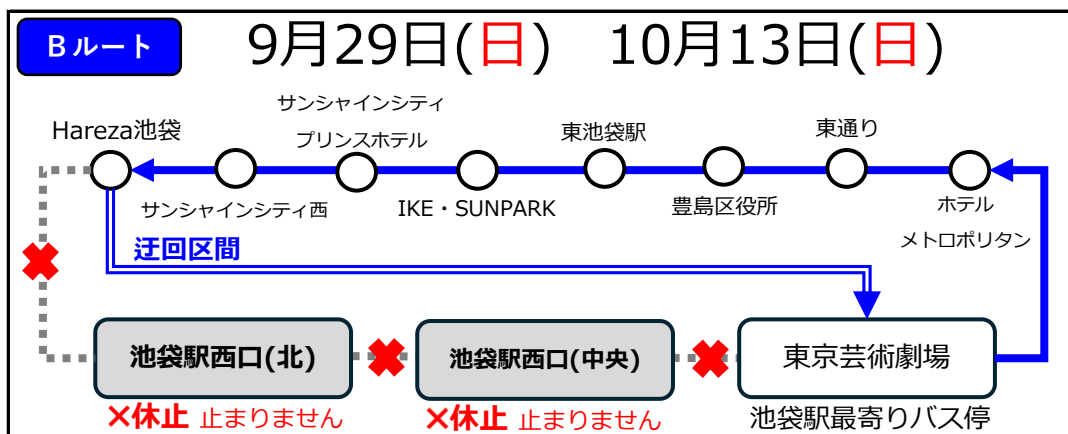 Bルート
9月29日(日) 10月13日(日)
Hareza池袋
サンシャインシティ
プリンスホテル
東池袋駅
東通り
サンシャインシティ西
IKE・SUNPARK
豊島区役所
ホテル
メトロポリタン
迂回区間
池袋駅西口(北)
池袋駅西口(中央)
東京芸術劇場
×休止 止まりません
×休止 止まりません
池袋駅最寄りバス停